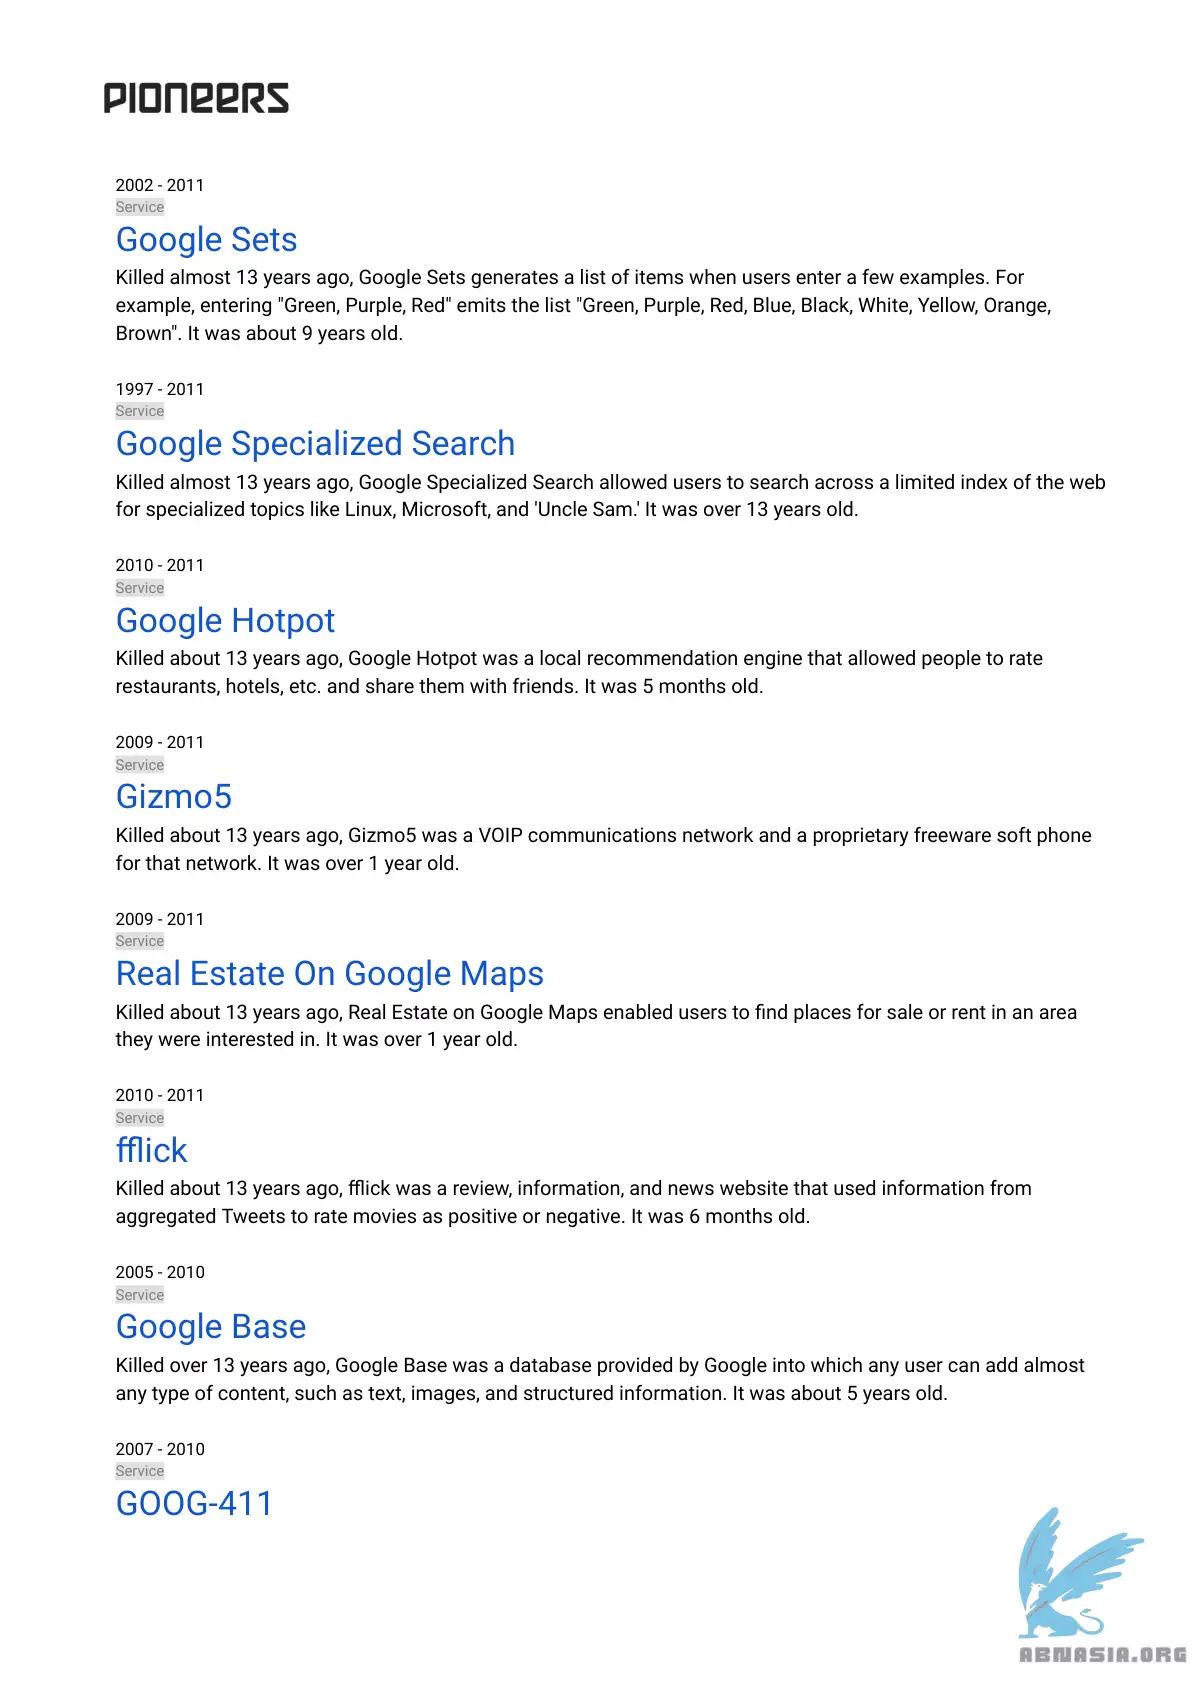 PIONEERS
2002 - 2011
Service
Google Sets
Killed almost 13 years ago, Google Sets generates a list of items when users enter a few examples. For
example, entering "Green, Purple, Red" emits the list "Green, Purple, Red, Blue, Black, White, Yellow, Orange,
Brown". It was about 9 years old.
1997 - 2011
Service
Google Specialized Search
Killed almost 13 years ago, Google Specialized Search allowed users to search across a limited index of the web
for specialized topics like Linux, Microsoft, and 'Uncle Sam.' It was over 13 years old.
2010 - 2011
Service
Google Hotpot
Killed about 13 years ago, Google Hotpot was a local recommendation engine that allowed people to rate
restaurants, hotels, etc. and share them with friends. It was 5 months old.
2009 - 2011
Service
Gizmo5
Killed about 13 years ago, Gizmo5 was a VOIP communications network and a proprietary freeware soft phone
for that network. It was over 1 year old.
2009 - 2011
Service
Real Estate On Google Maps
Killed about 13 years ago, Real Estate on Google Maps enabled users to find places for sale or rent in an area
they were interested in. It was over 1 year old.
2010 - 2011
Service
fflick
Killed about 13 years ago, fflick was a review, information, and news website that used information from
aggregated Tweets to rate movies as positive or negative. It was 6 months old.
2005 - 2010
Service
Google Base
Killed over 13 years ago, Google Base was a database provided by Google into which any user can add almost
any type of content, such as text, images, and structured information. It was about 5 years old.
2007 - 2010
Service
GOOG-411
ABNASIA.ORG